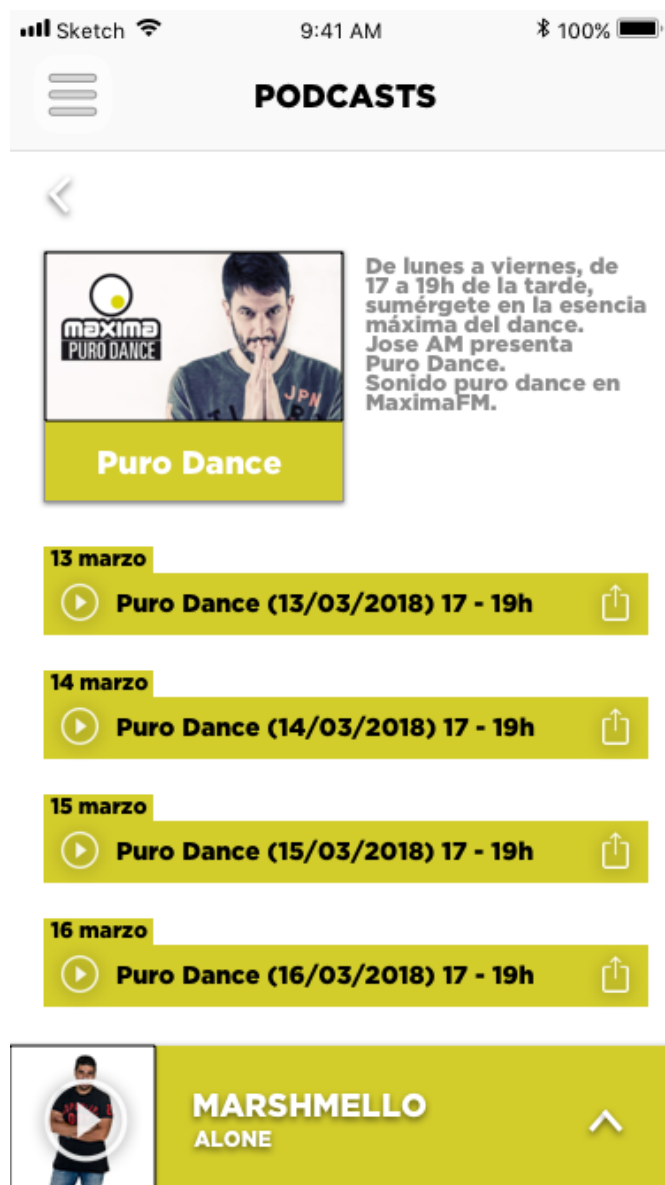 Sketch 9:41 AM 100%
PODCASTS
maxima
PURO DANCE
JPN
Puro Dance
De lunes a viernes, de
17 a 19h de la tarde,
sumérgete en la esencia
máxima del dance.
Jose AM presenta
Puro Dance.
Sonido puro dance en
MaximaFM.
13 marzo
Puro Dance (13/03/2018) 17 - 19h
14 marzo
Puro Dance (14/03/2018) 17 - 19h
15 marzo
Puro Dance (15/03/2018) 17 - 19h
16 marzo
Puro Dance (16/03/2018) 17 - 19h
MARSHMELLO
ALONE